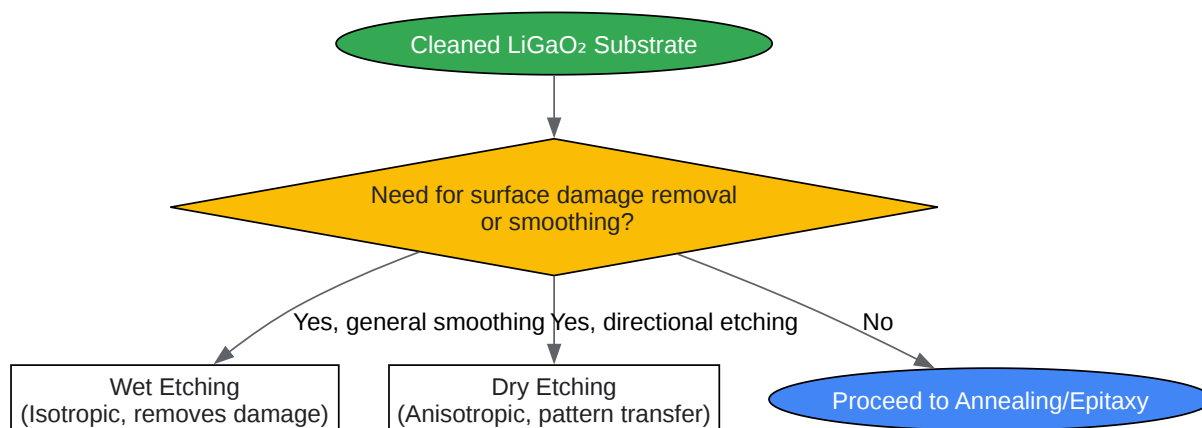 Cleaned LiGaO₂ Substrate
Need for surface damage removal
or smoothing?
Yes, general smoothing
Yes, directional etching
No
Wet Etching
(Isotropic, removes damage)
Dry Etching
(Anisotropic, pattern transfer)
Proceed to Annealing/Epitaxy